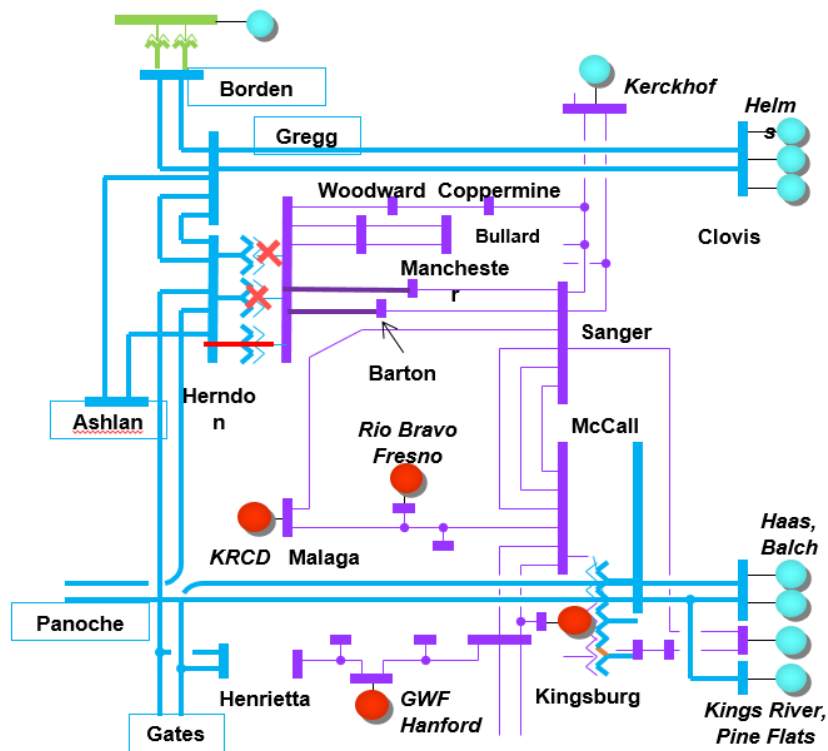 Borden
Kerckhof
Helm
s
Gregg
Woodward
Coppermine
Bullard
Clovis
Mancheste
r
Sanger
Barton
Herndo
n
Ashlan
McCall
Rio Bravo
Fresno
KRCD
Malaga
Haas,
Balch
Panoche
Henrietta
GWF
Hanford
Kingsburg
Kings River,
Pine Flats
Gates